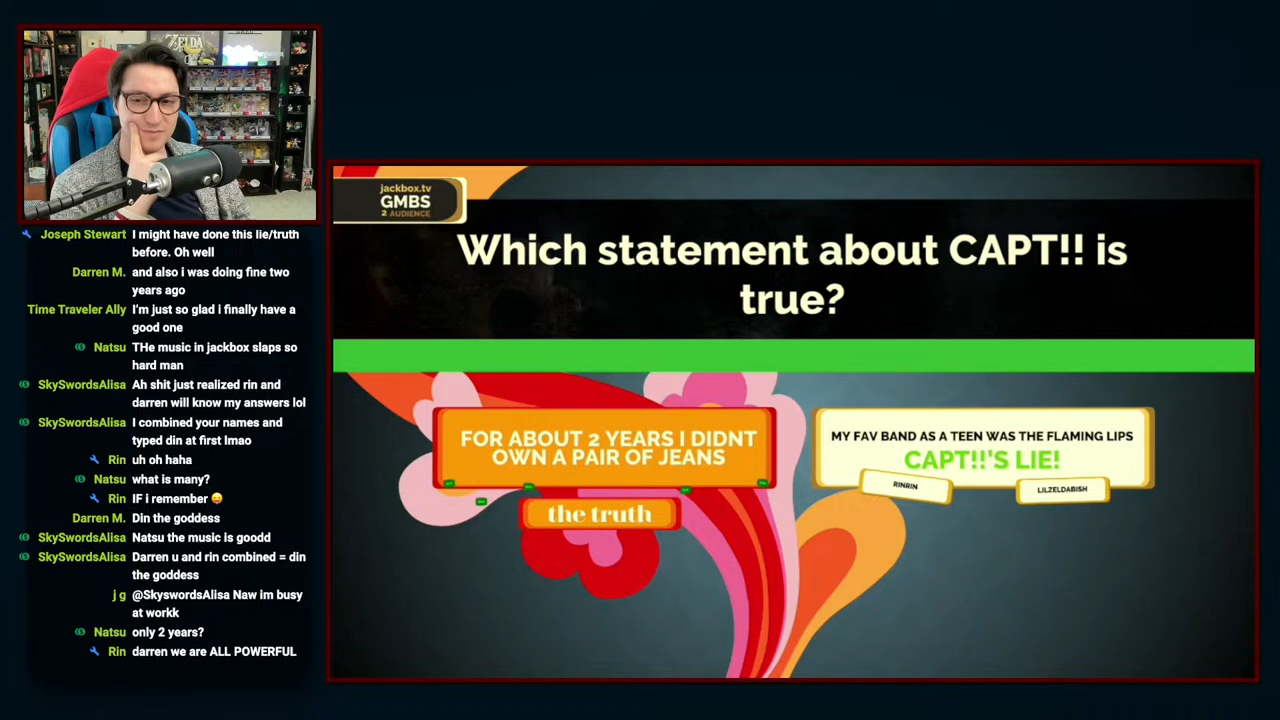 ZELDA
Joseph Stewart I might have done this lie/truth
before. Oh well
Darren M. and also i was doing fine two
years ago
Time Traveler Ally I'm just so glad i finally have a
good one
Natsu THe music in jackbox slaps so
hard man
SkySwordsAlisa Ah shit just realized rin and
darren will know my answers lol
SkySwordsAlisa I combined your names and
typed din at first lmao
Rin uh oh haha
Natsu what is many?
Rin IF i remember 😜
Darren M. Din the goddess
SkySwordsAlisa Natsu the music is goodd
SkySwordsAlisa Darren u and rin combined = din
the goddess
j g @SkyswordsAlisa Naw im busy
at workk
Natsu only 2 years?
Rin darren we are ALL POWERFUL
jackbox.tv
GMBS
2 AUDIENCE
Which statement about CAPT!! is
true?
FOR ABOUT 2 YEARS I DIDNT
OWN A PAIR OF JEANS
the truth
MY FAV BAND AS A TEEN WAS THE FLAMING LIPS
CAPT!!'S LIE!
RINRIN
LILZELDABISH